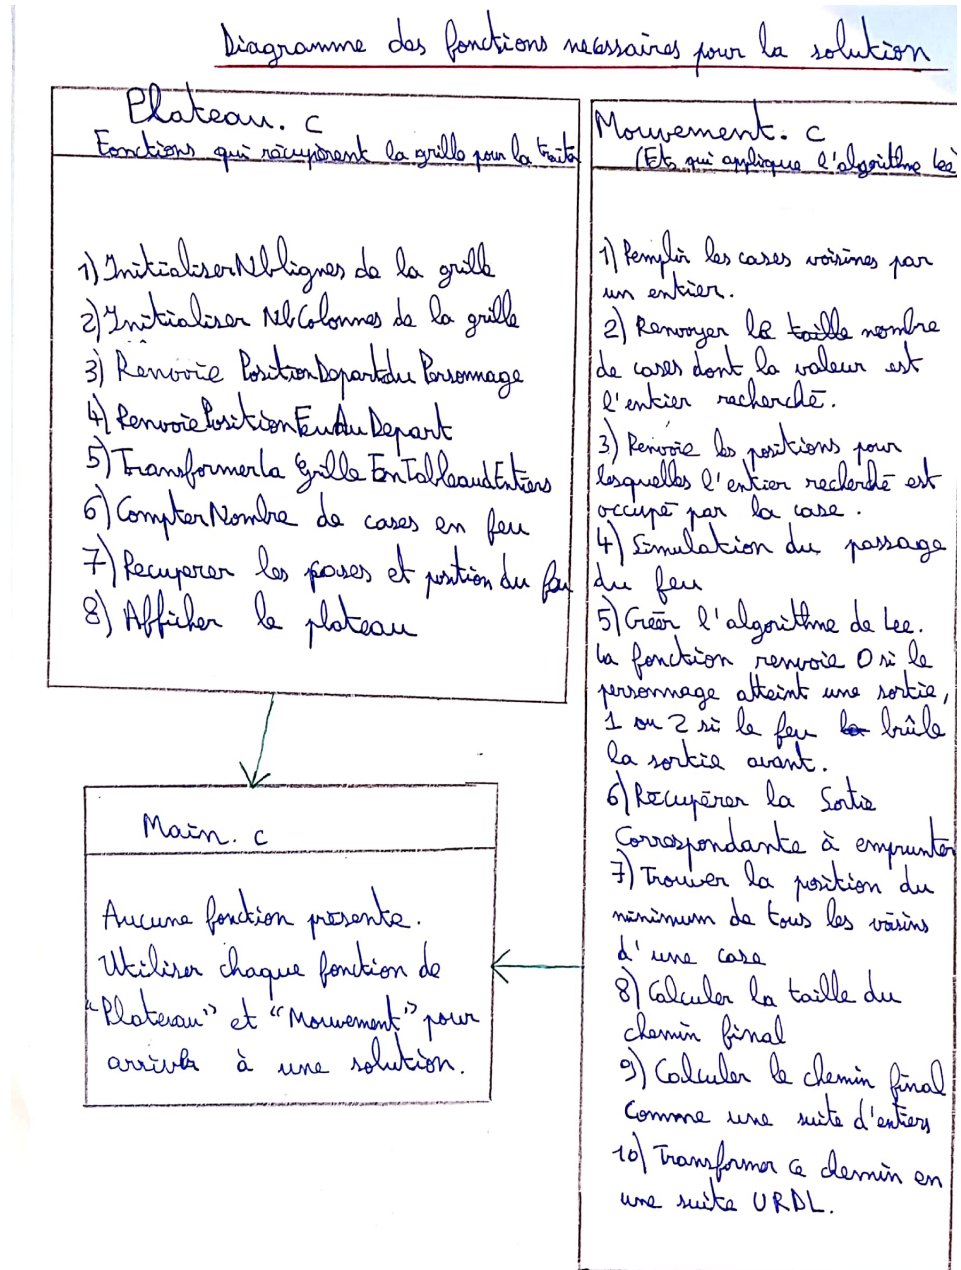 Diagramme des fonctions necessaires pour la solution
Plateau. c
Fonctions qui récupèrent la grille pour la traiter
1) InitialiserNblignes de la grille
2) Initialiser NbColonnes de la grille
3) Renvoie PositionDepartdu Personnage
4) RenvoiePositionFeuAuDepart
5) Transformerla Grille EnTableaudEntiers
6) CompterNombre de cases en feu
7) Recuperer les poses et position du feu
8) Afficher le plateau
Main. c
Aucune fonction présente.
Utiliser chaque fonction de
"Plateau" et "Mouvement" pour
arriver à une solution.
Mouvement. c
(Ets qui applique l'algorithme Lee)
1) Remplir les cases voisines par
un entier.
2) Renvoyer le taille nombre
de cases dont la valeur est
l'entier recherché.
3) Renvoie les positions pour
lesquelles l'entier recherché est
occupé par la case.
4) Simulation du passage
du feu
5) Créer l'algorithme de Lee.
La fonction renvoie 0 si le
personnage atteint une sortie,
1 ou 2 si le feu brûle
la sortie avant.
6) Récupérer la Sortie
Correspondante à emprunter
7) Trouver la position du
minimum de tous les voisins
d'une case
8) Calculer la taille du
chemin final
9) Calculer le chemin final
Comme une suite d'entiers
10) Transformer ce chemin en
une suite URDL.